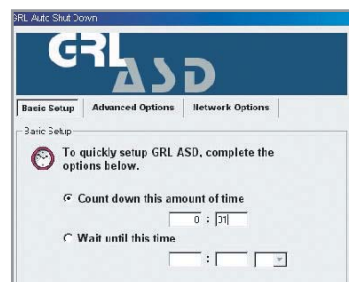 GRL Auto Shut Down
GRL
ASD
Basic Setup Advanced Options Network Options
Basic Setup
To quickly setup GRL ASD, complete the
options below.
Count down this amount of time
0 : 01
Wait until this time
: